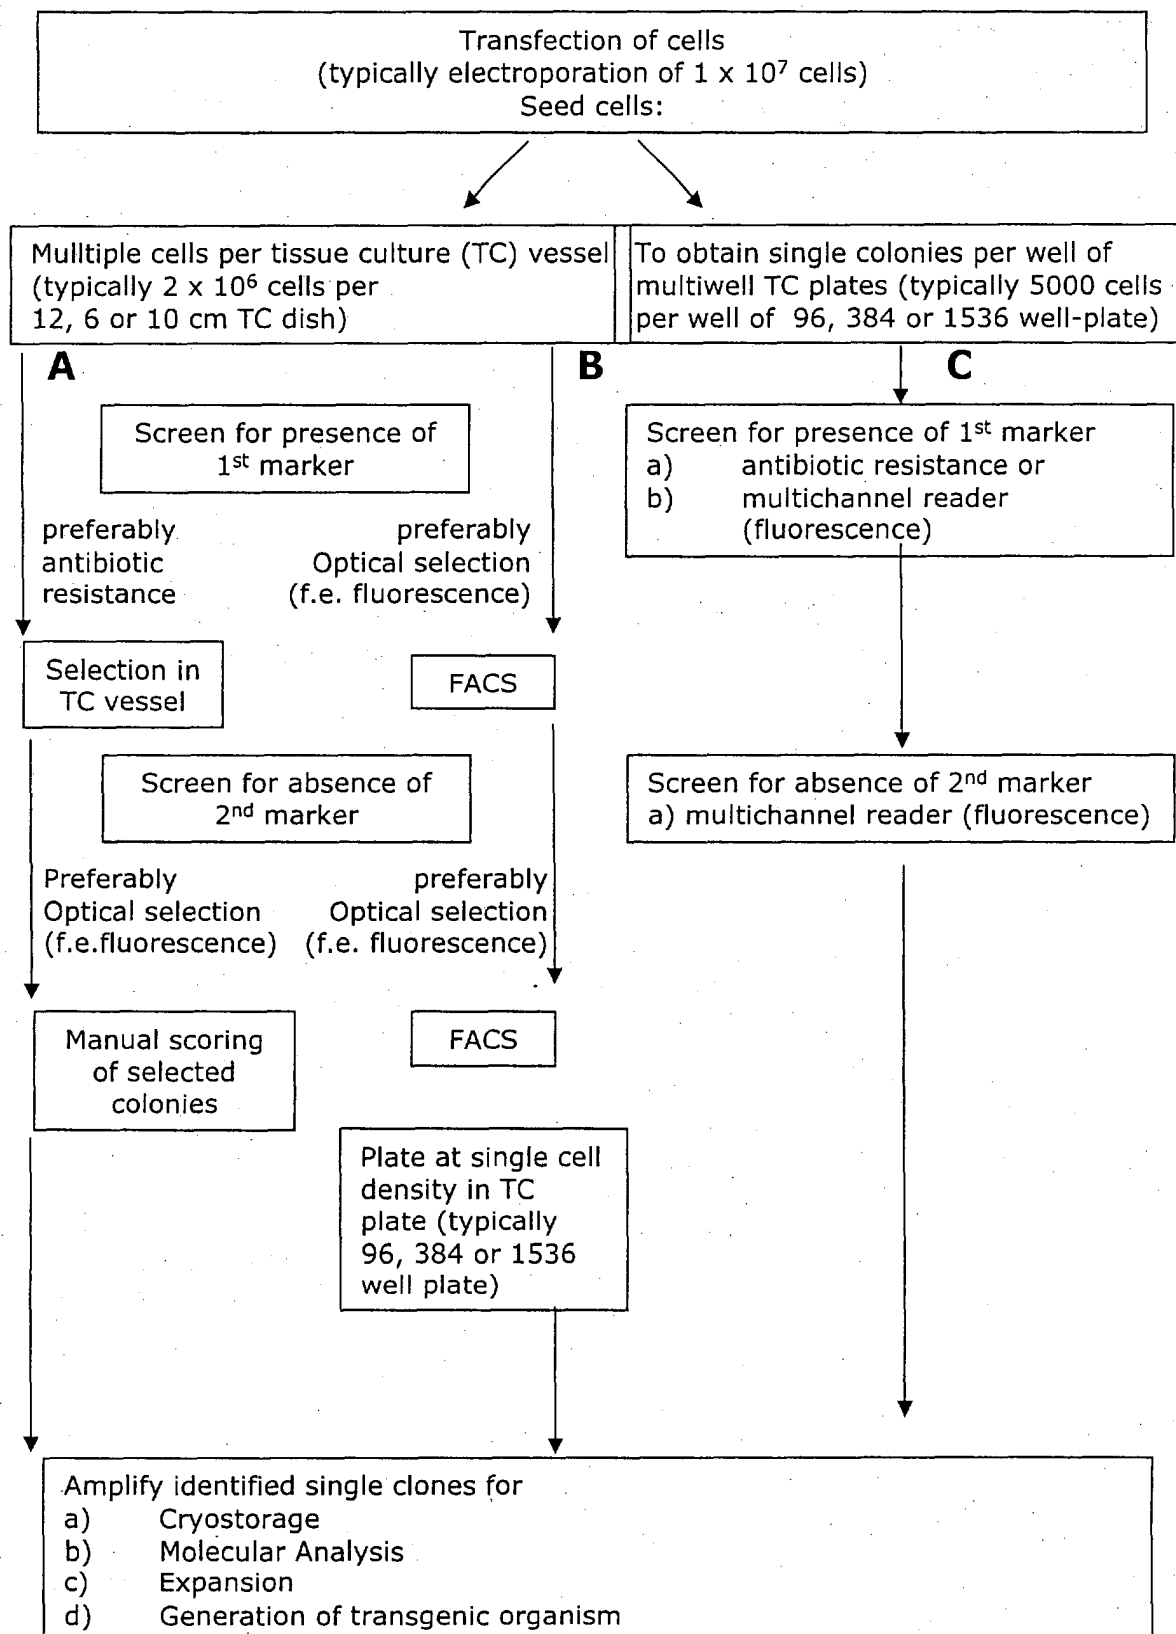 Transfection of cells
(typically electroporation of 1 x 10⁷ cells)
Seed cells:
Mulltiple cells per tissue culture (TC) vessel
(typically 2 x 10⁶ cells per
12, 6 or 10 cm TC dish)
To obtain single colonies per well of
multiwell TC plates (typically 5000 cells
per well of 96, 384 or 1536 well-plate)
A
B
C
Screen for presence of
1st marker
preferably
antibiotic
resistance
preferably
Optical selection
(f.e. fluorescence)
Screen for presence of 1st marker
a) antibiotic resistance or
b) multichannel reader
(fluorescence)
Selection in
TC vessel
FACS
Screen for absence of
2nd marker
Screen for absence of 2nd marker
a) multichannel reader (fluorescence)
Preferably
Optical selection
(f.e.fluorescence)
preferably
Optical selection
(f.e. fluorescence)
Manual scoring
of selected
colonies
FACS
Plate at single cell
density in TC
plate (typically
96, 384 or 1536
well plate)
Amplify identified single clones for
a) Cryostorage
b) Molecular Analysis
c) Expansion
d) Generation of transgenic organism